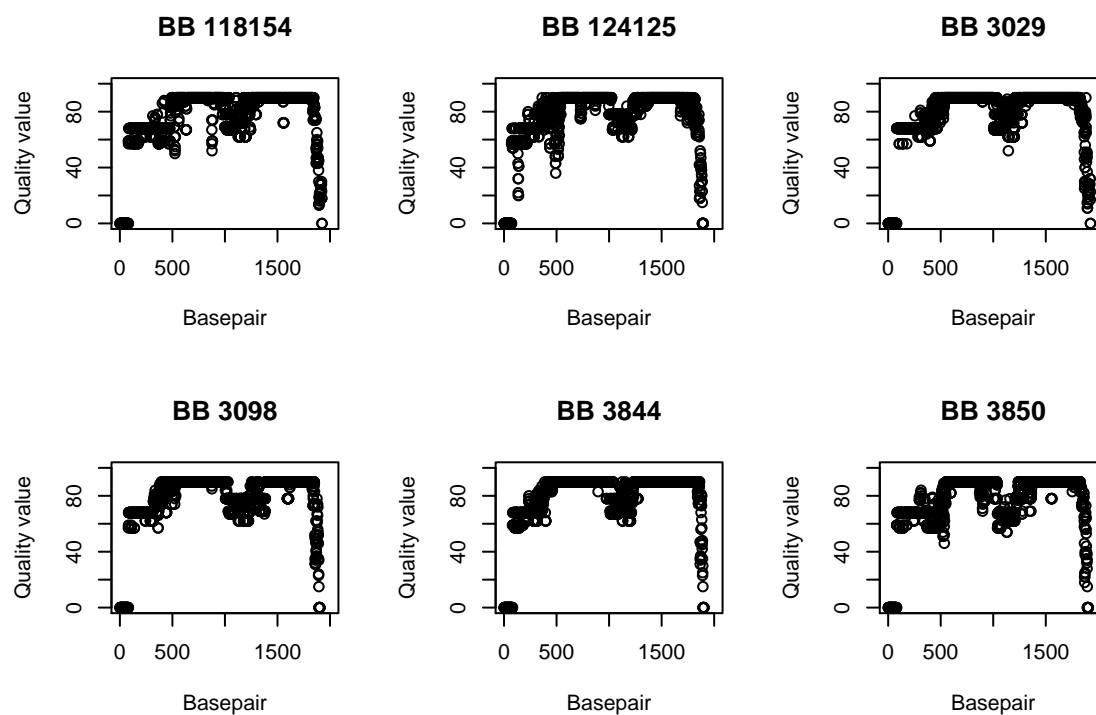 BB 118154 BB 124125 BB 3029
Quality value Quality value Quality value
80 80 80
40 40 40
0 0 0
0 500 1500 0 500 1500 0 500 1500
Basepair Basepair Basepair
BB 3098 BB 3844 BB 3850
Quality value Quality value Quality value
80 80 80
40 40 40
0 0 0
0 500 1500 0 500 1500 0 500 1500
Basepair Basepair Basepair